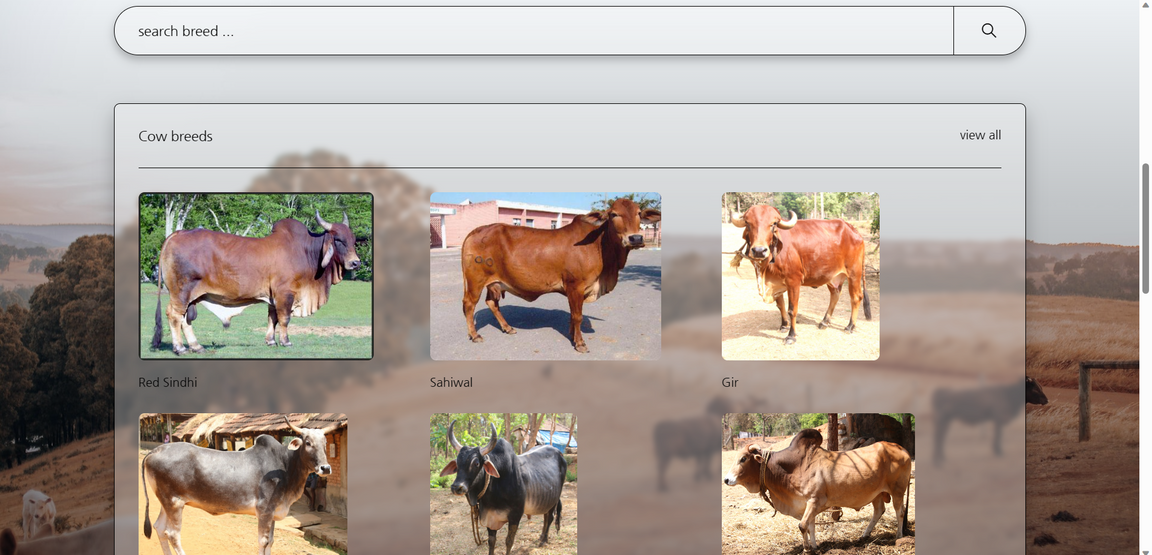 search breed ...
Cow breeds
view all
Red Sindhi
Sahiwal
Gir